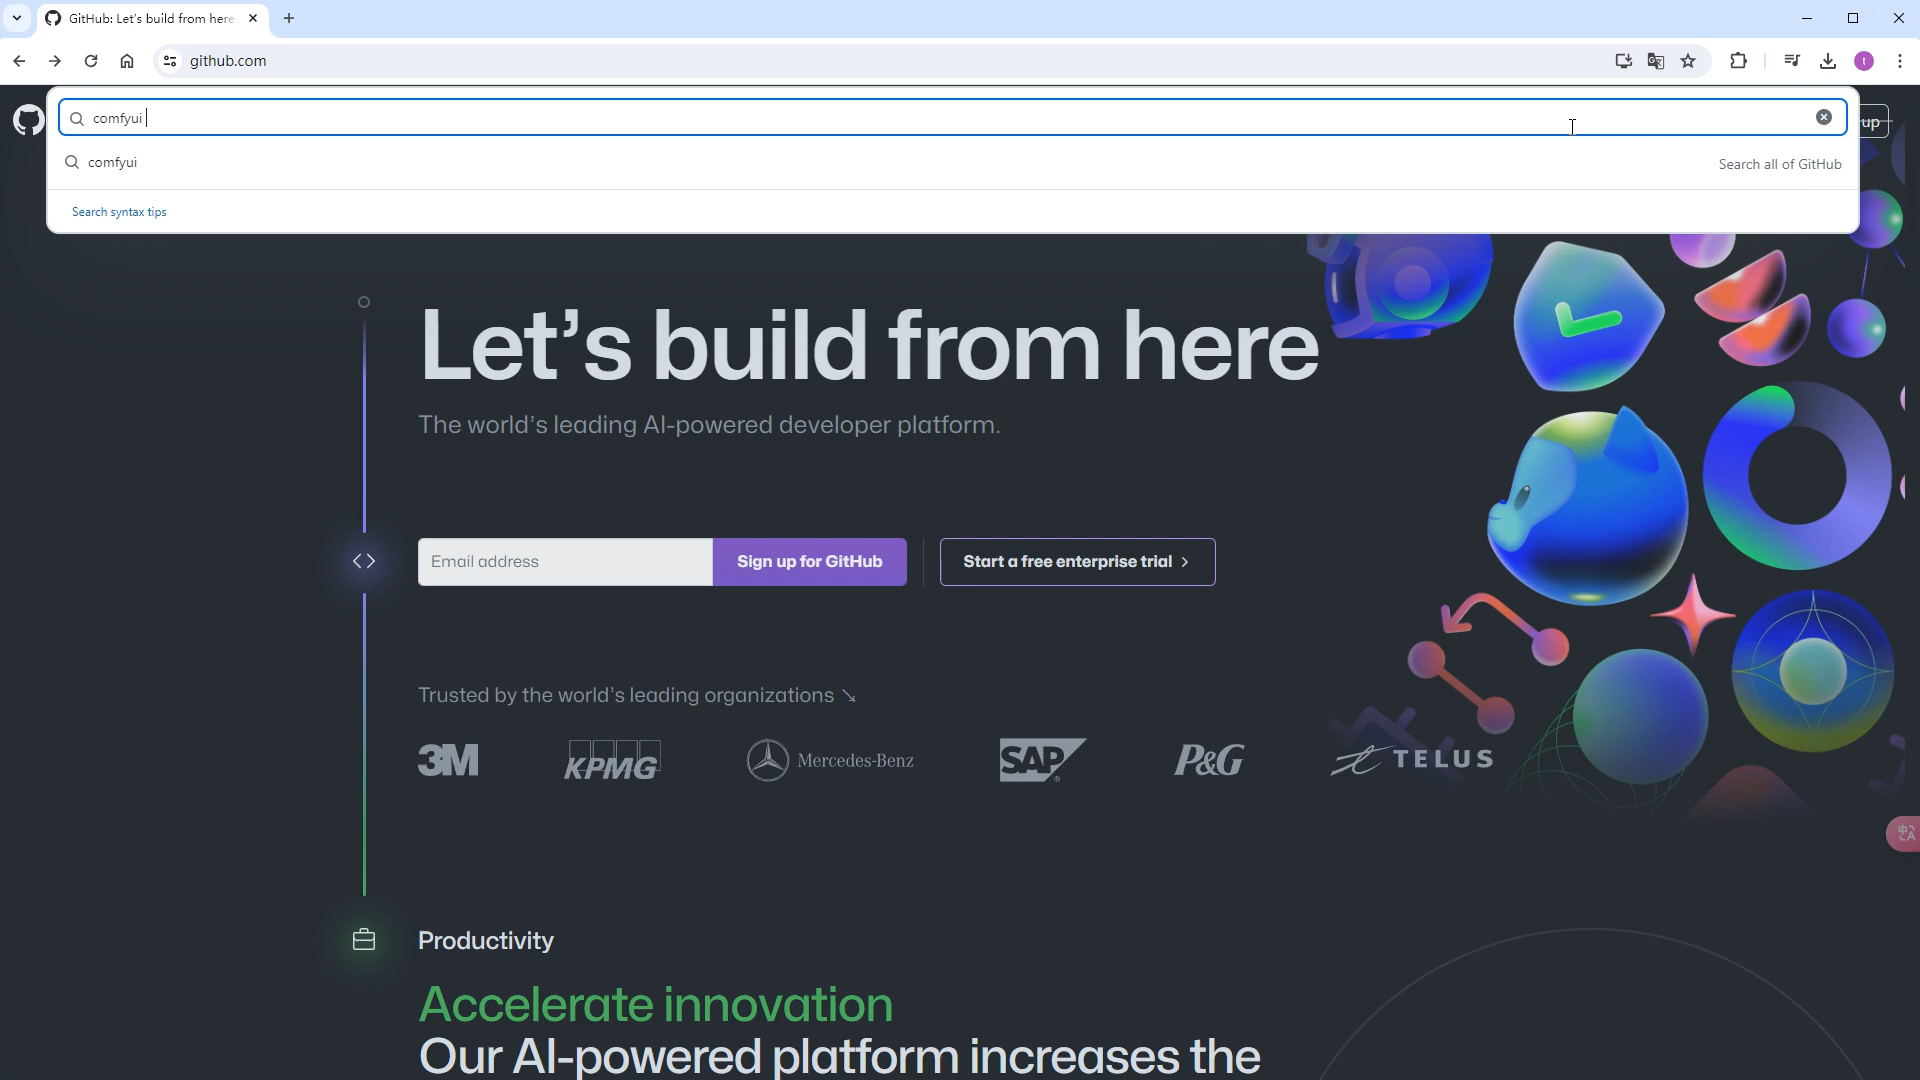 GitHub: Let's build from here
github.com
t
comfyui
up
comfyui
Search all of GitHub
Search syntax tips
Let's build from here
The world's leading AI-powered developer platform.
Email address
Sign up for GitHub
Start a free enterprise trial
Trusted by the world's leading organizations ↘
3M
KPMG
Mercedes-Benz
SAP
P&G
TELUS
中A
Productivity
Accelerate innovation
Our AI-powered platform increases the